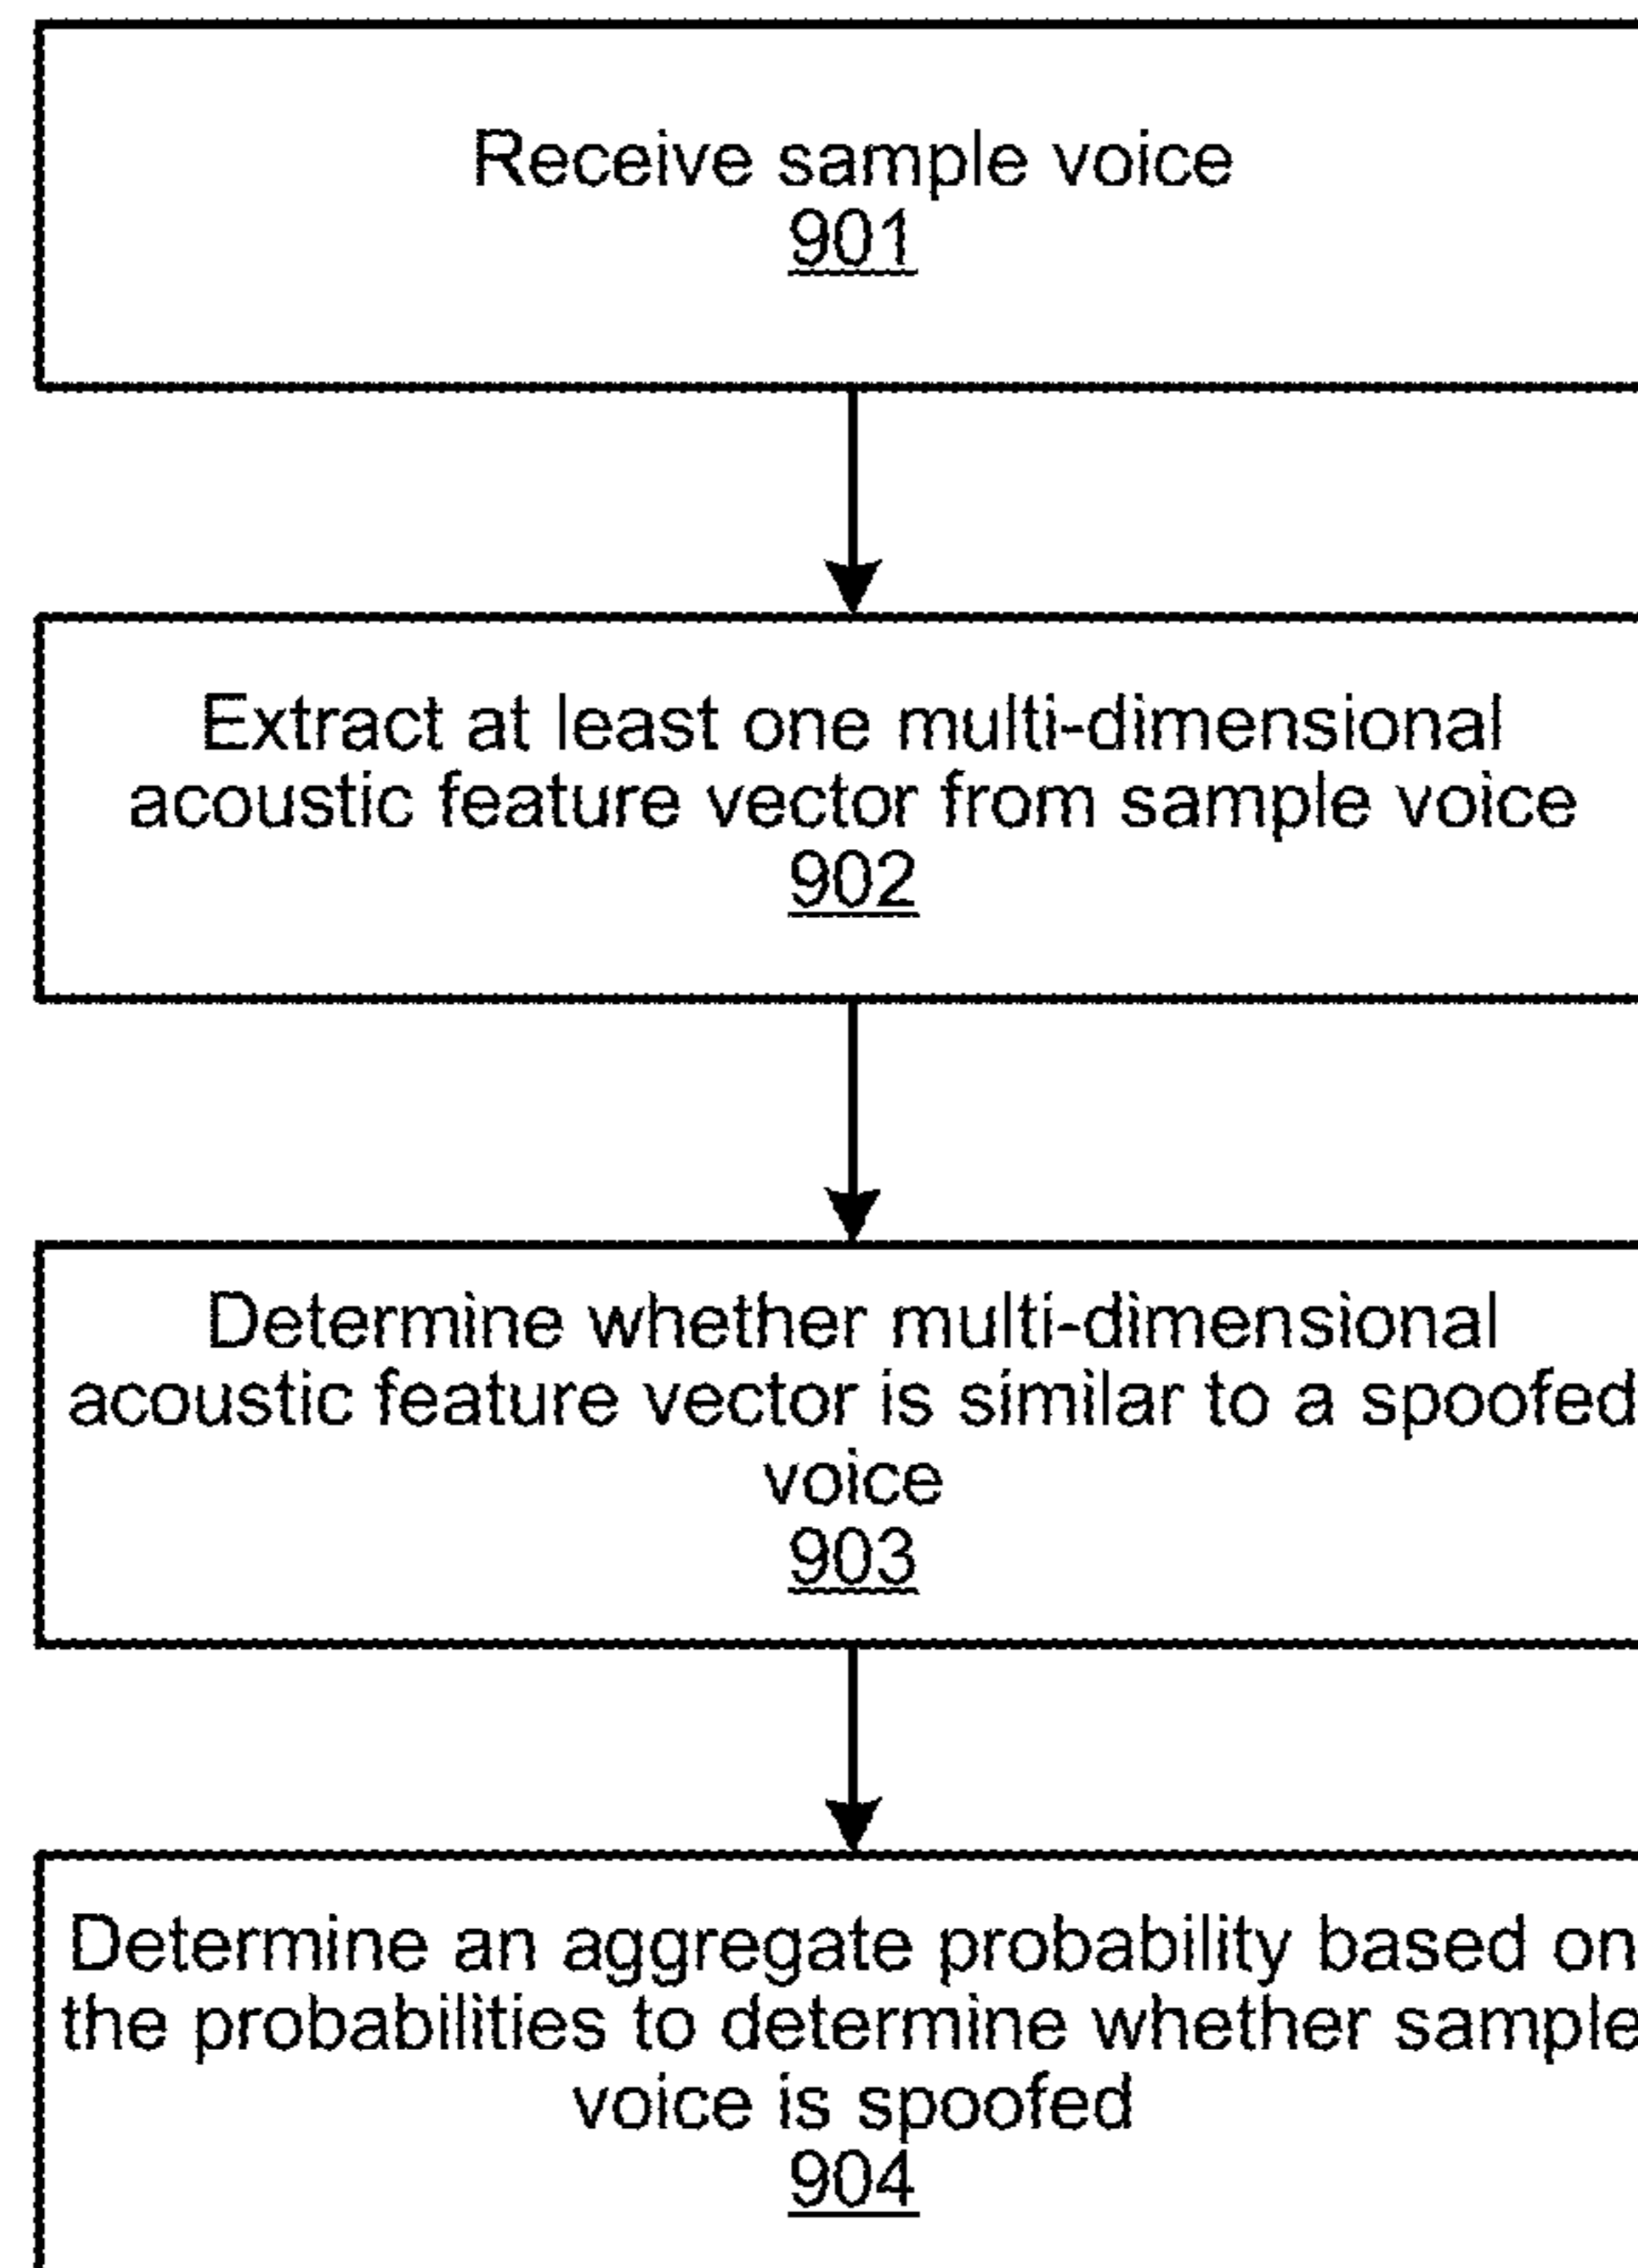 Receive sample voice
901
Extract at least one multi-dimensional
acoustic feature vector from sample voice
902
Determine whether multi-dimensional
acoustic feature vector is similar to a spoofed
voice
903
Determine an aggregate probability based on
the probabilities to determine whether sample
voice is spoofed
904